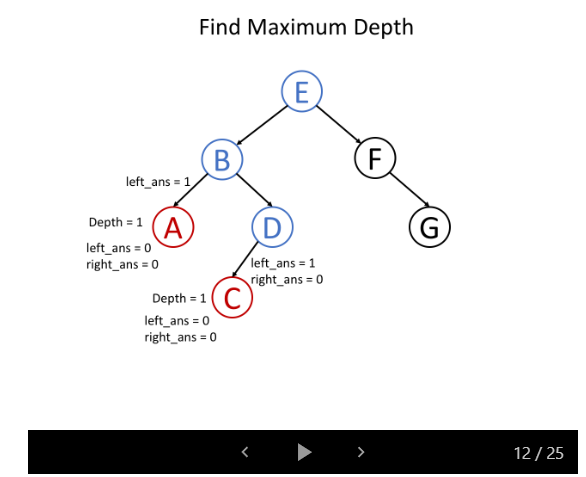 Find Maximum Depth
E
B
F
left_ans = 1
Depth = 1
A
D
G
left_ans = 0
right_ans = 0
left_ans = 1
right_ans = 0
Depth = 1
C
left_ans = 0
right_ans = 0
12 / 25